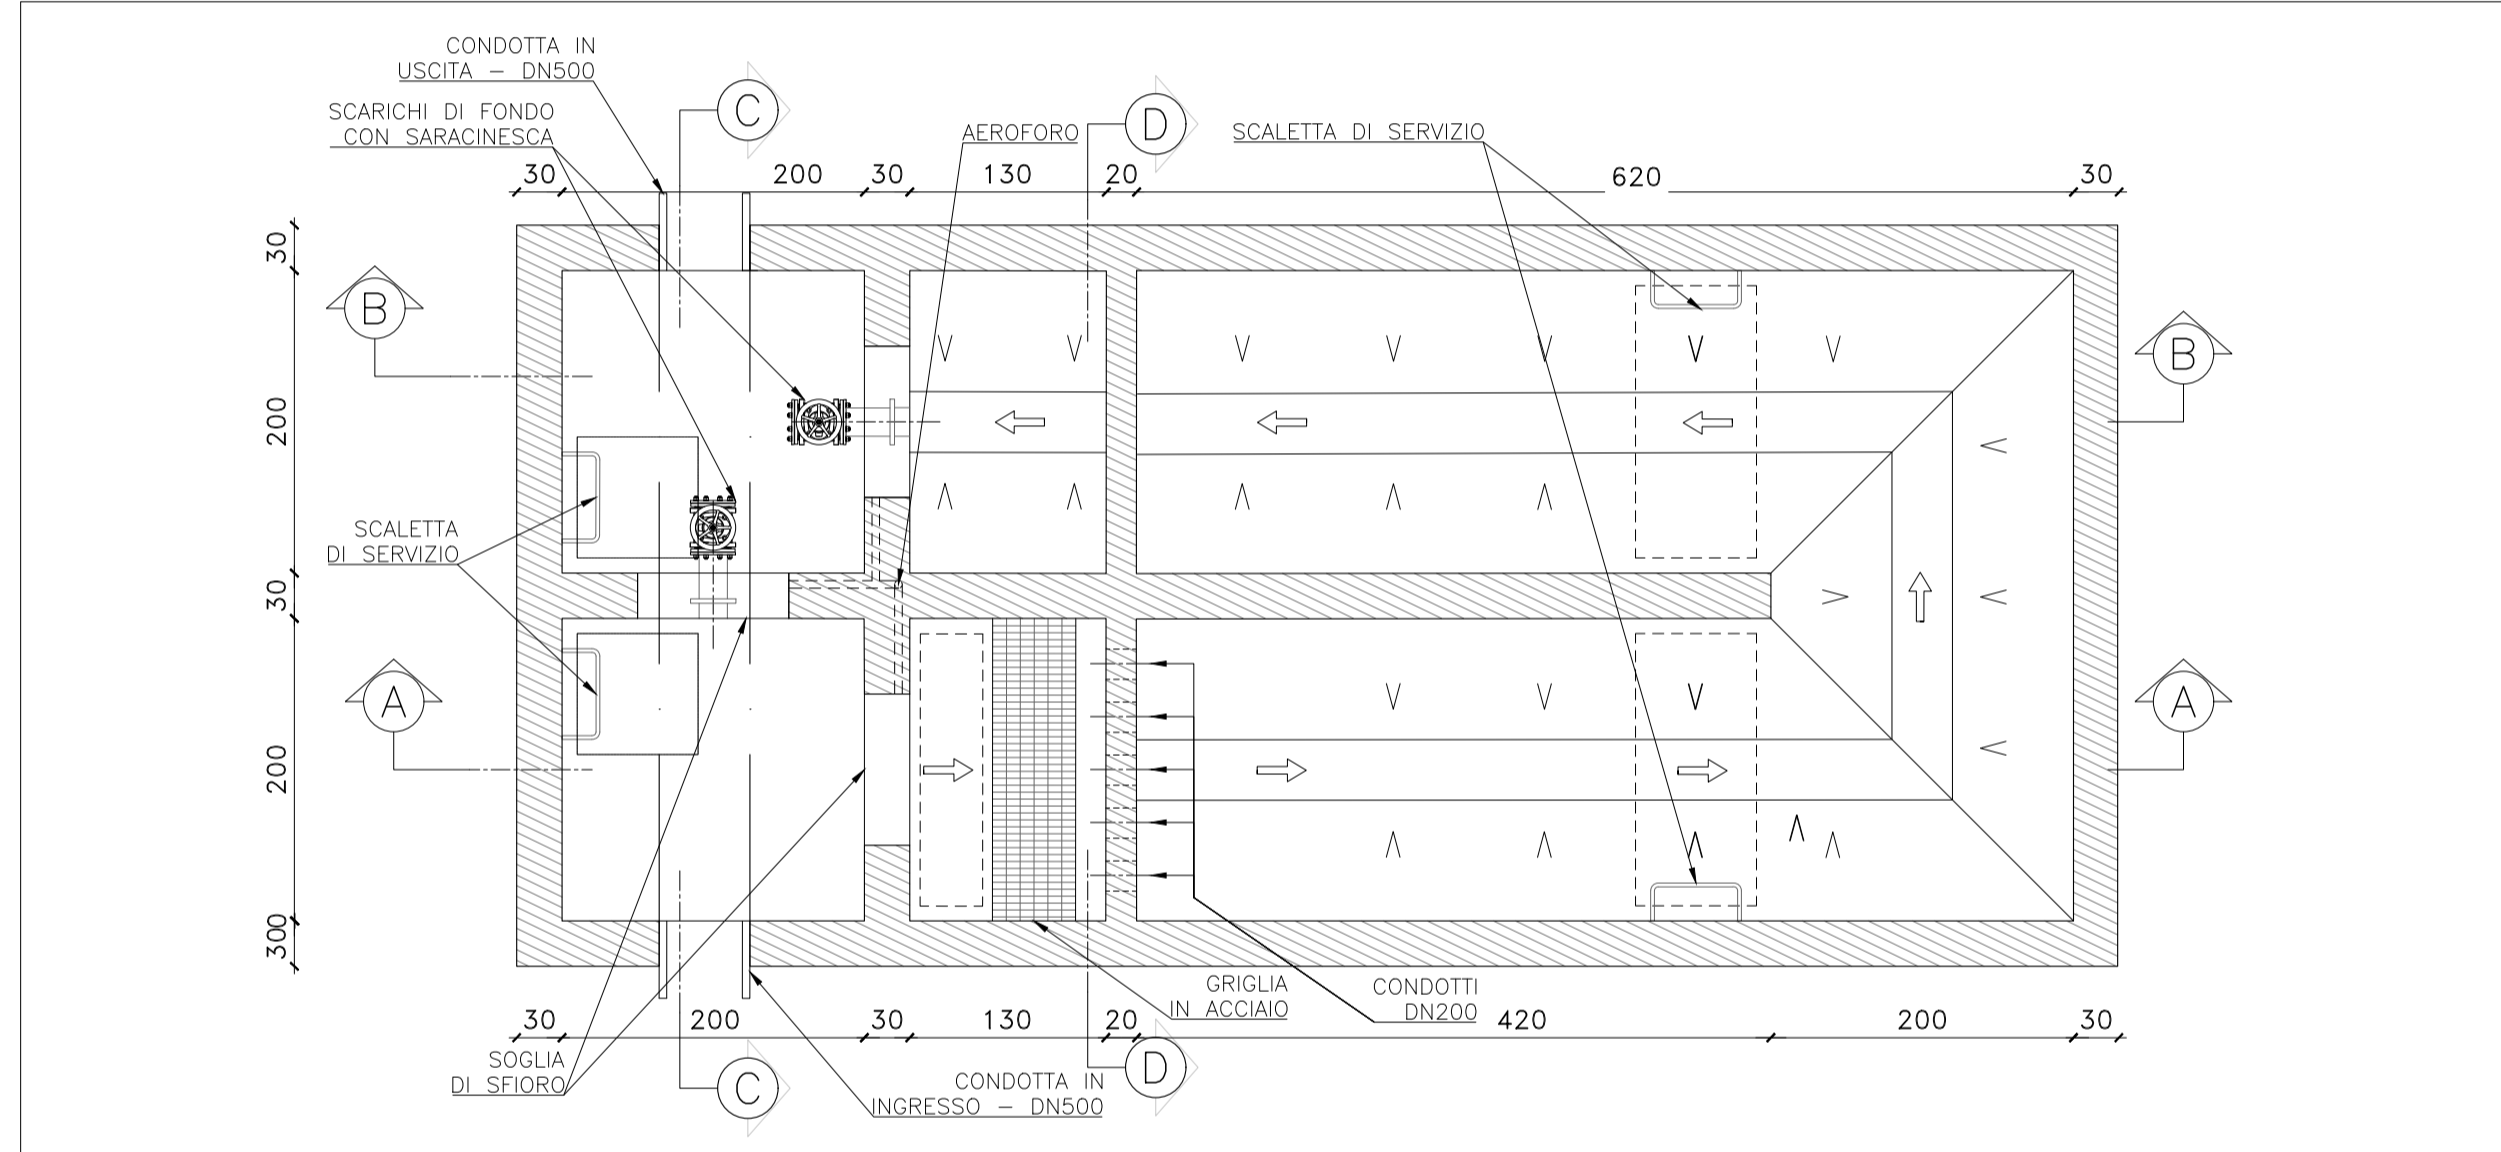 CONDOTTA IN
USCITA – DN500
SCARICHI DI FONDO
CON SARACINESCA
C
D
AEROFORO
SCALETTA DI SERVIZIO
30
200
30
130
20
620
30
30
B
B
200
SCALETTA
DI SERVIZIO
30
A
A
200
300
GRIGLIA
IN ACCIAIO
CONDOTTI
DN200
30
200
30
130
20
420
200
30
SOGLIA
DI SFIORO
C
D
CONDOTTA IN
INGRESSO – DN500